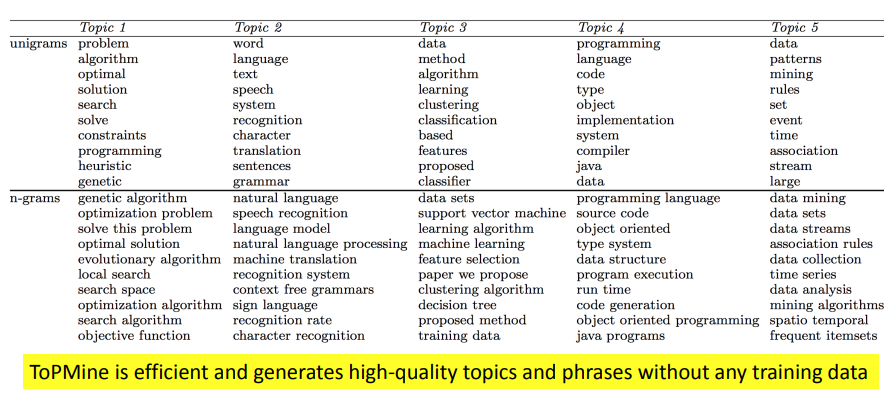 Topic 1 Topic 2 Topic 3 Topic 4 Topic 5
unigrams problem word data programming data
algorithm language method language patterns
optimal text algorithm code mining
solution speech learning type rules
search system clustering object set
solve recognition classification implementation event
constraints character based system time
programming translation features compiler association
heuristic sentences proposed java stream
genetic grammar classifier data large
n-grams genetic algorithm natural language data sets programming language data mining
optimization problem speech recognition support vector machine source code data sets
solve this problem language model learning algorithm object oriented data streams
optimal solution natural language processing machine learning type system association rules
evolutionary algorithm machine translation feature selection data structure data collection
local search recognition system paper we propose program execution time series
search space context free grammars clustering algorithm run time data analysis
optimization algorithm sign language decision tree code generation mining algorithms
search algorithm recognition rate proposed method object oriented programming spatio temporal
objective function character recognition training data java programs frequent itemsets
ToPMine is efficient and generates high-quality topics and phrases without any training data